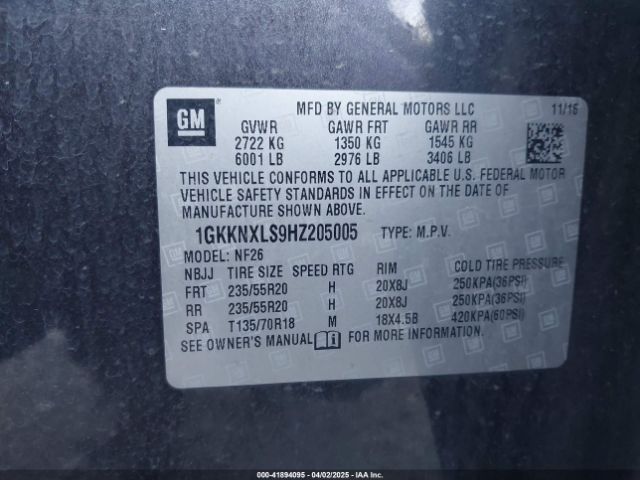 GM
MFD BY GENERAL MOTORS LLC 11/16
GVWR GAWR FRT GAWR RR
2722 KG 1350 KG 1545 KG
6001 LB 2976 LB 3406 LB
THIS VEHICLE CONFORMS TO ALL APPLICABLE U.S. FEDERAL MOTOR
VEHICLE SAFETY STANDARDS IN EFFECT ON THE DATE OF
MANUFACTURE SHOWN ABOVE.
1GKKNXLS9HZ205005 TYPE: M.P.V.
MODEL: NF26
NBJJ TIRE SIZE SPEED RTG RIM COLD TIRE PRESSURE
FRT 235/55R20 H 20X8J 250KPA(36PSI)
RR 235/55R20 H 20X8J 250KPA(36PSI)
SPA T135/70R18 M 18X4.5B 420KPA(60PSI)
SEE OWNER'S MANUAL i FOR MORE INFORMATION.
000-41894095 - 04/02/2025 - IAA Inc.